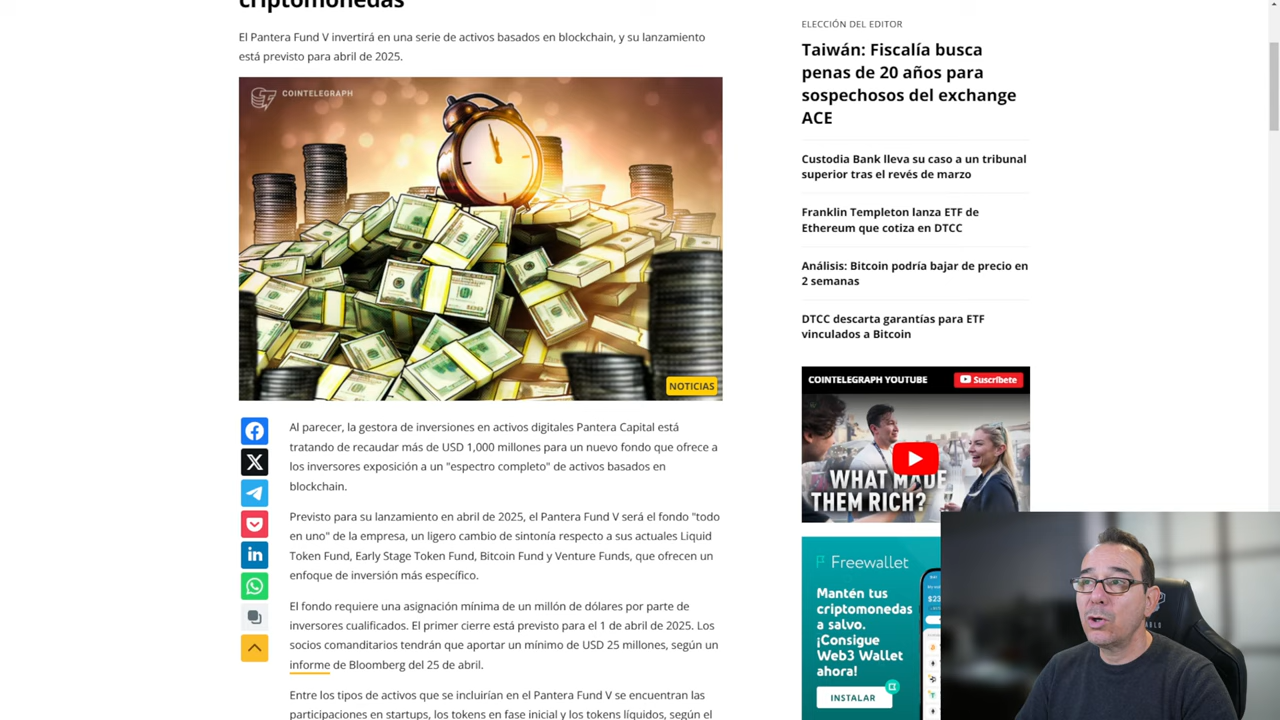 criptomonedas
El Pantera Fund V invertirá en una serie de activos basados en blockchain, y su lanzamiento
está previsto para abril de 2025.
COINTELEGRAPH
NOTICIAS
Al parecer, la gestora de inversiones en activos digitales Pantera Capital está
tratando de recaudar más de USD 1,000 millones para un nuevo fondo que ofrece a
los inversores exposición a un "espectro completo" de activos basados en
blockchain.
Previsto para su lanzamiento en abril de 2025, el Pantera Fund V será el fondo "todo
en uno" de la empresa, un ligero cambio de sintonía respecto a sus actuales Liquid
Token Fund, Early Stage Token Fund, Bitcoin Fund y Venture Funds, que ofrecen un
enfoque de inversión más específico.
El fondo requiere una asignación mínima de un millón de dólares por parte de
inversores cualificados. El primer cierre está previsto para el 1 de abril de 2025. Los
socios comanditarios tendrán que aportar un mínimo de USD 25 millones, según un
informe de Bloomberg del 25 de abril.
Entre los tipos de activos que se incluirían en el Pantera Fund V se encuentran las
participaciones en startups, los tokens en fase inicial y los tokens líquidos, según el
ELECCIÓN DEL EDITOR
Taiwán: Fiscalía busca
penas de 20 años para
sospechosos del exchange
ACE
Custodia Bank lleva su caso a un tribunal
superior tras el revés de marzo
Franklin Templeton lanza ETF de
Ethereum que cotiza en DTCC
Análisis: Bitcoin podría bajar de precio en
2 semanas
DTCC descarta garantías para ETF
vinculados a Bitcoin
COINTELEGRAPH YOUTUBE
Suscríbete
WHAT MADE
THEM RICH?
Freewallet
Mantén tus
criptomonedas
a salvo.
¡Consigue
Web3 Wallet
ahora!
INSTALAR